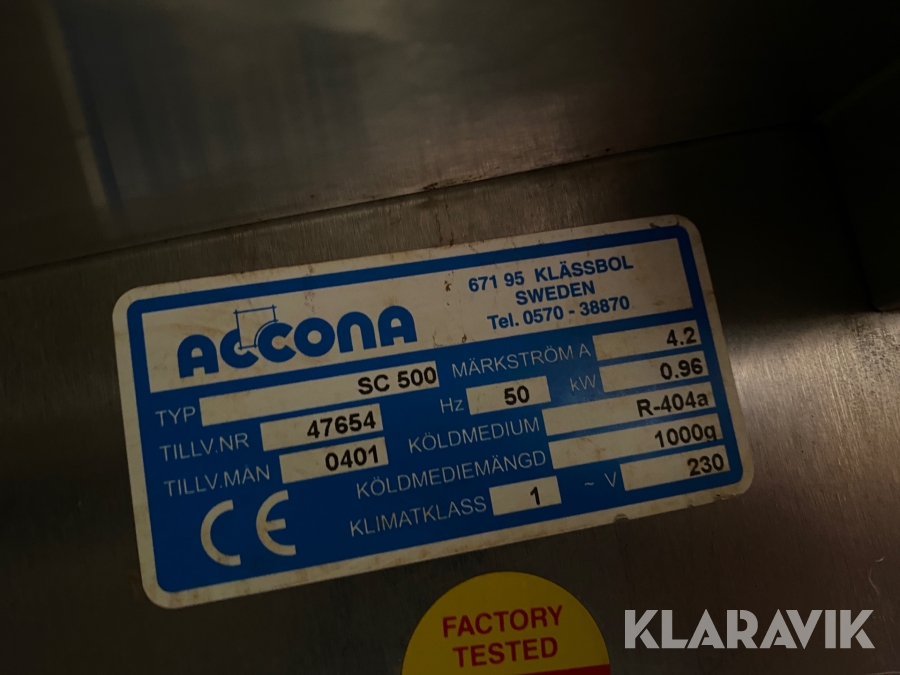 ACCONA
671 95 KLÄSSBOL
SWEDEN
Tel. 0570 - 38870
TYP SC 500
MÄRKSTRÖM A 4.2
TILLV.NR 47654
Hz 50 kW 0.96
TILLV.MÅN 0401
KÖLDMEDIUM R-404a
KÖLDMEDIEMÄNGD 1000g
KLIMATKLASS 1 ~ V 230
CE
FACTORY
TESTED
KLARAVIK